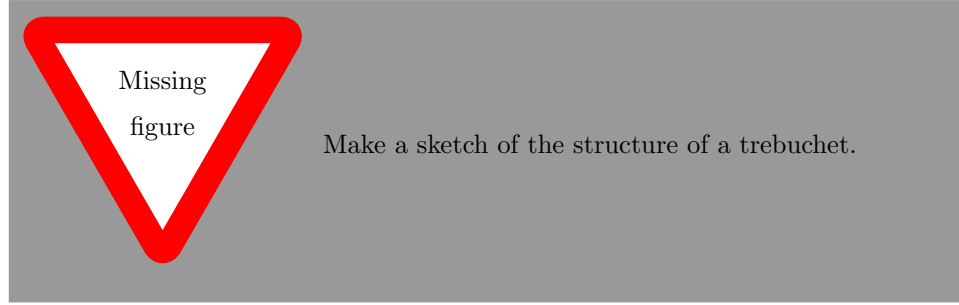 Missing
figure
Make a sketch of the structure of a trebuchet.